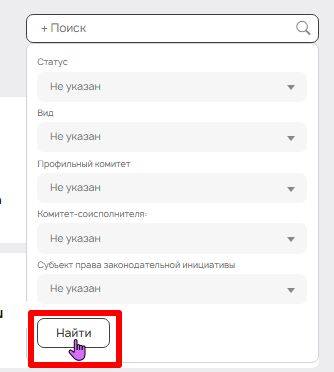 + Поиск
Статус
Не указан
Вид
Не указан
Профильный комитет
Не указан
Комитет-соисполнителя:
Не указан
Субъект права законодательной инициативы
Не указан
Найти